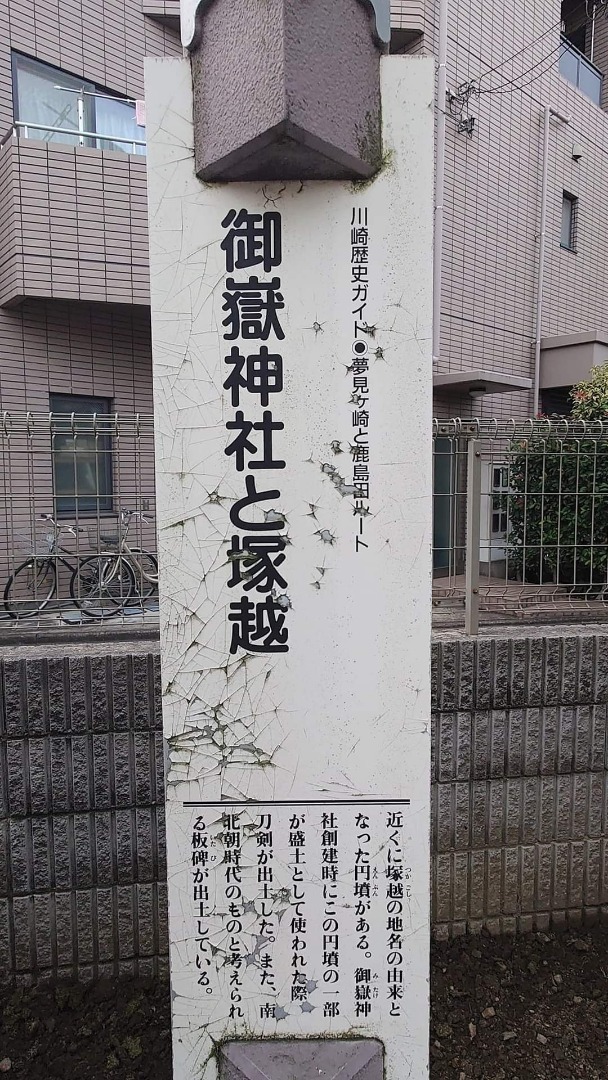 川崎歴史ガイド●夢見ヶ崎と鹿島田ルート
御嶽神社と塚越
近くに塚越の地名の由来と
なった円墳がある。御嶽神
社創建時にこの円墳の一部
が盛土として使われた際
刀剣が出土した。また、南
北朝時代のものと考えられ
る板碑が出土している。